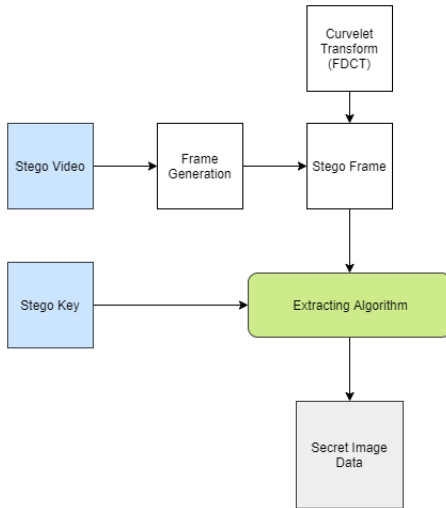 Curvelet
Transform
(FDCT)
Stego Video
Frame
Generation
Stego Frame
Stego Key
Extracting Algorithm
Secret Image
Data